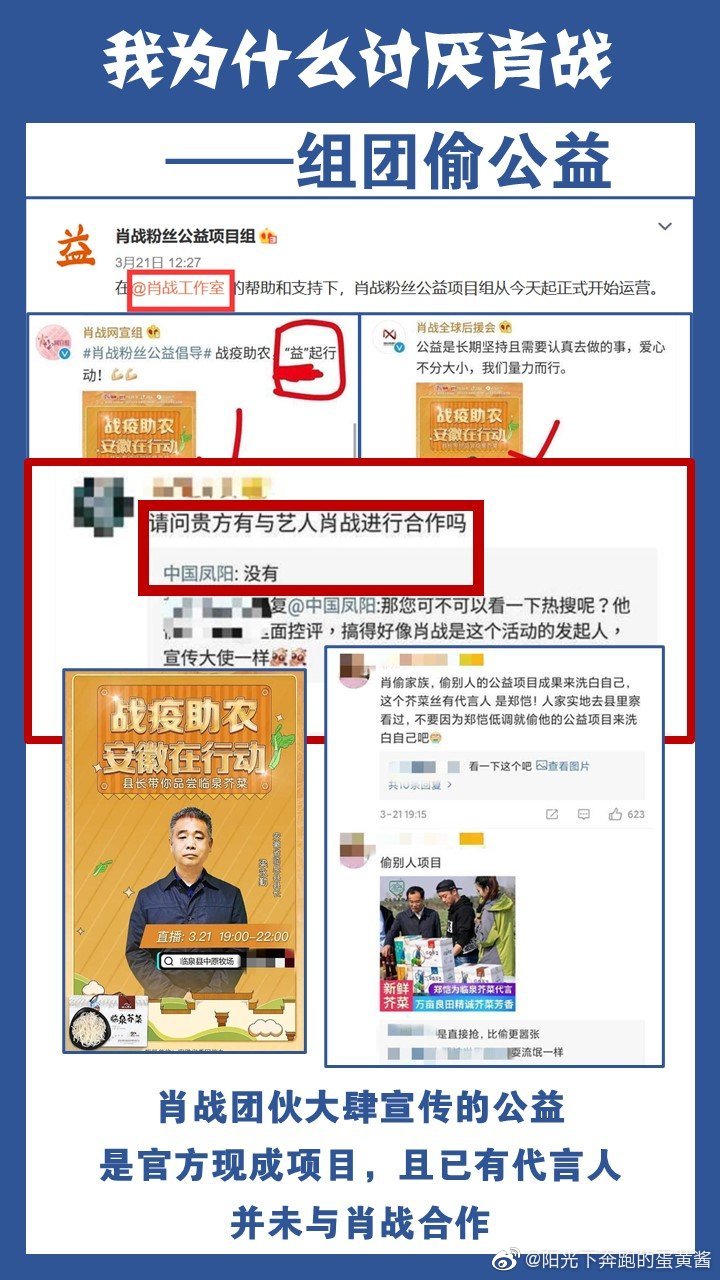 我为什么讨厌肖战
——组团偷公益
益
肖战粉丝公益项目组
3月21日 12:27
在@肖战工作室 的帮助和支持下，肖战粉丝公益项目组从今天起正式开始运营。
肖战网宣组
#肖战粉丝公益倡导# 战疫助农，“益”起行
动！
战疫助农
安徽在行动
肖战全球后援会
公益是长期坚持且需要认真去做的事，爱心
不分大小，我们量力而行。
战疫助农
安徽在行动
请问贵方有与艺人肖战进行合作吗
中国凤阳: 没有
复@中国凤阳:那您可不可以看一下热搜呢？他
面控评，搞得好像肖战是这个活动的发起人，
宣传大使一样
战疫助农
安徽在行动
县长带你品尝临泉芥菜
直播: 3.21 19:00-22:00
临泉县中原牧场
临泉芥菜
肖偷家族，偷别人的公益项目成果来洗白自己，
这个芥菜丝有代言人 是郑恺！人家实地去县里察
看过，不要因为郑恺低调就偷他的公益项目来洗
白自己吧
看一下这个吧 查看图片
共10条回复 >
3-21 19:15
623
偷别人项目
新鲜
芥菜
郑恺为临泉芥菜代言
万亩良田精诚芥菜芳香
是直接抢，比偷更嚣张
耍流氓一样
肖战团伙大肆宣传的公益
是官方现成项目，且已有代言人
并未与肖战合作
@阳光下奔跑的蛋黄酱